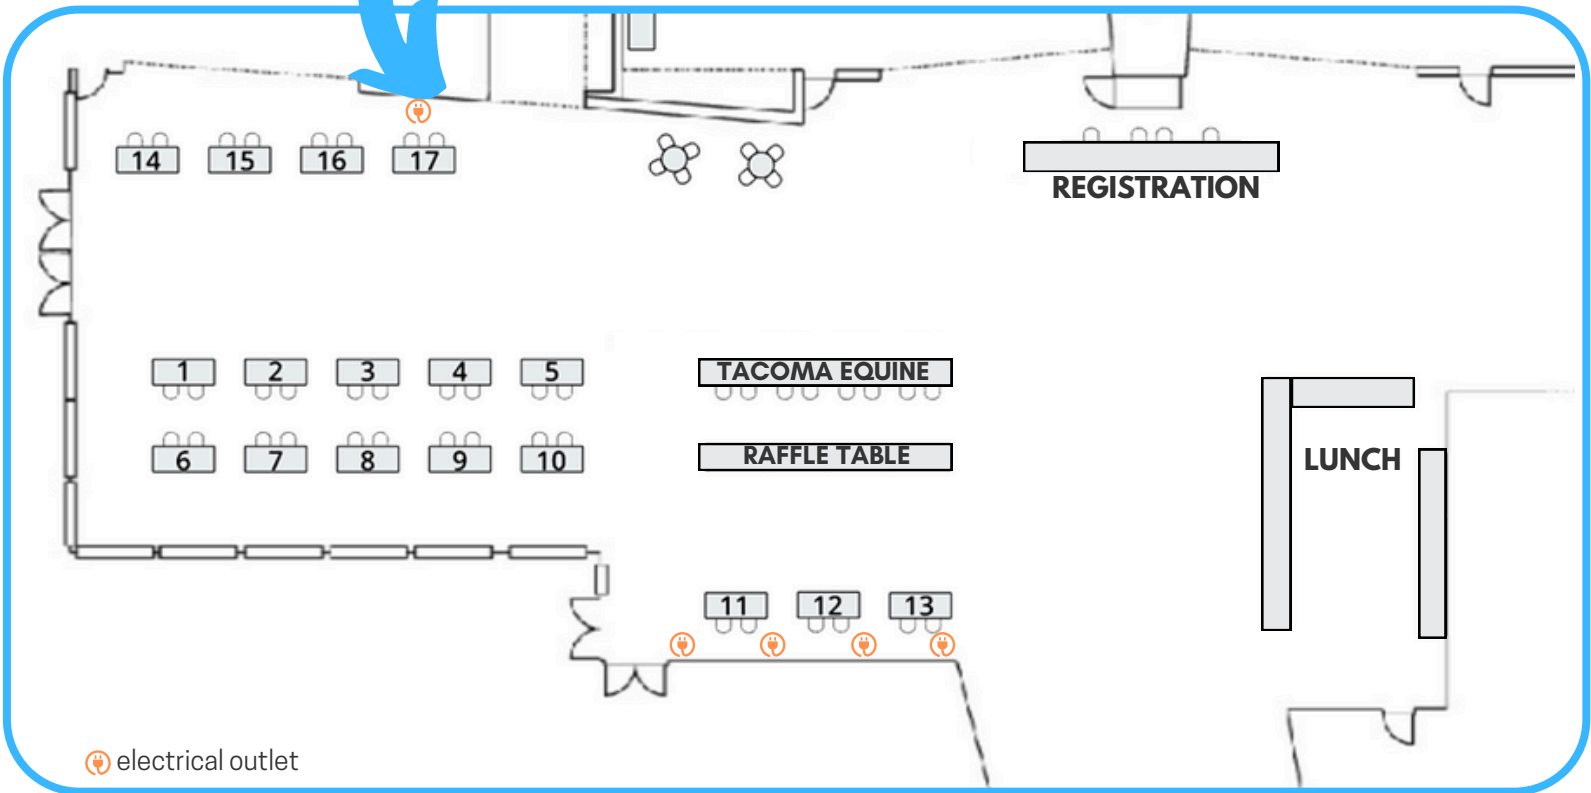 14 15 16 17
REGISTRATION
1 2 3 4 5
TACOMA EQUINE
6 7 8 9 10
RAFFLE TABLE
LUNCH
11 12 13
electrical outlet